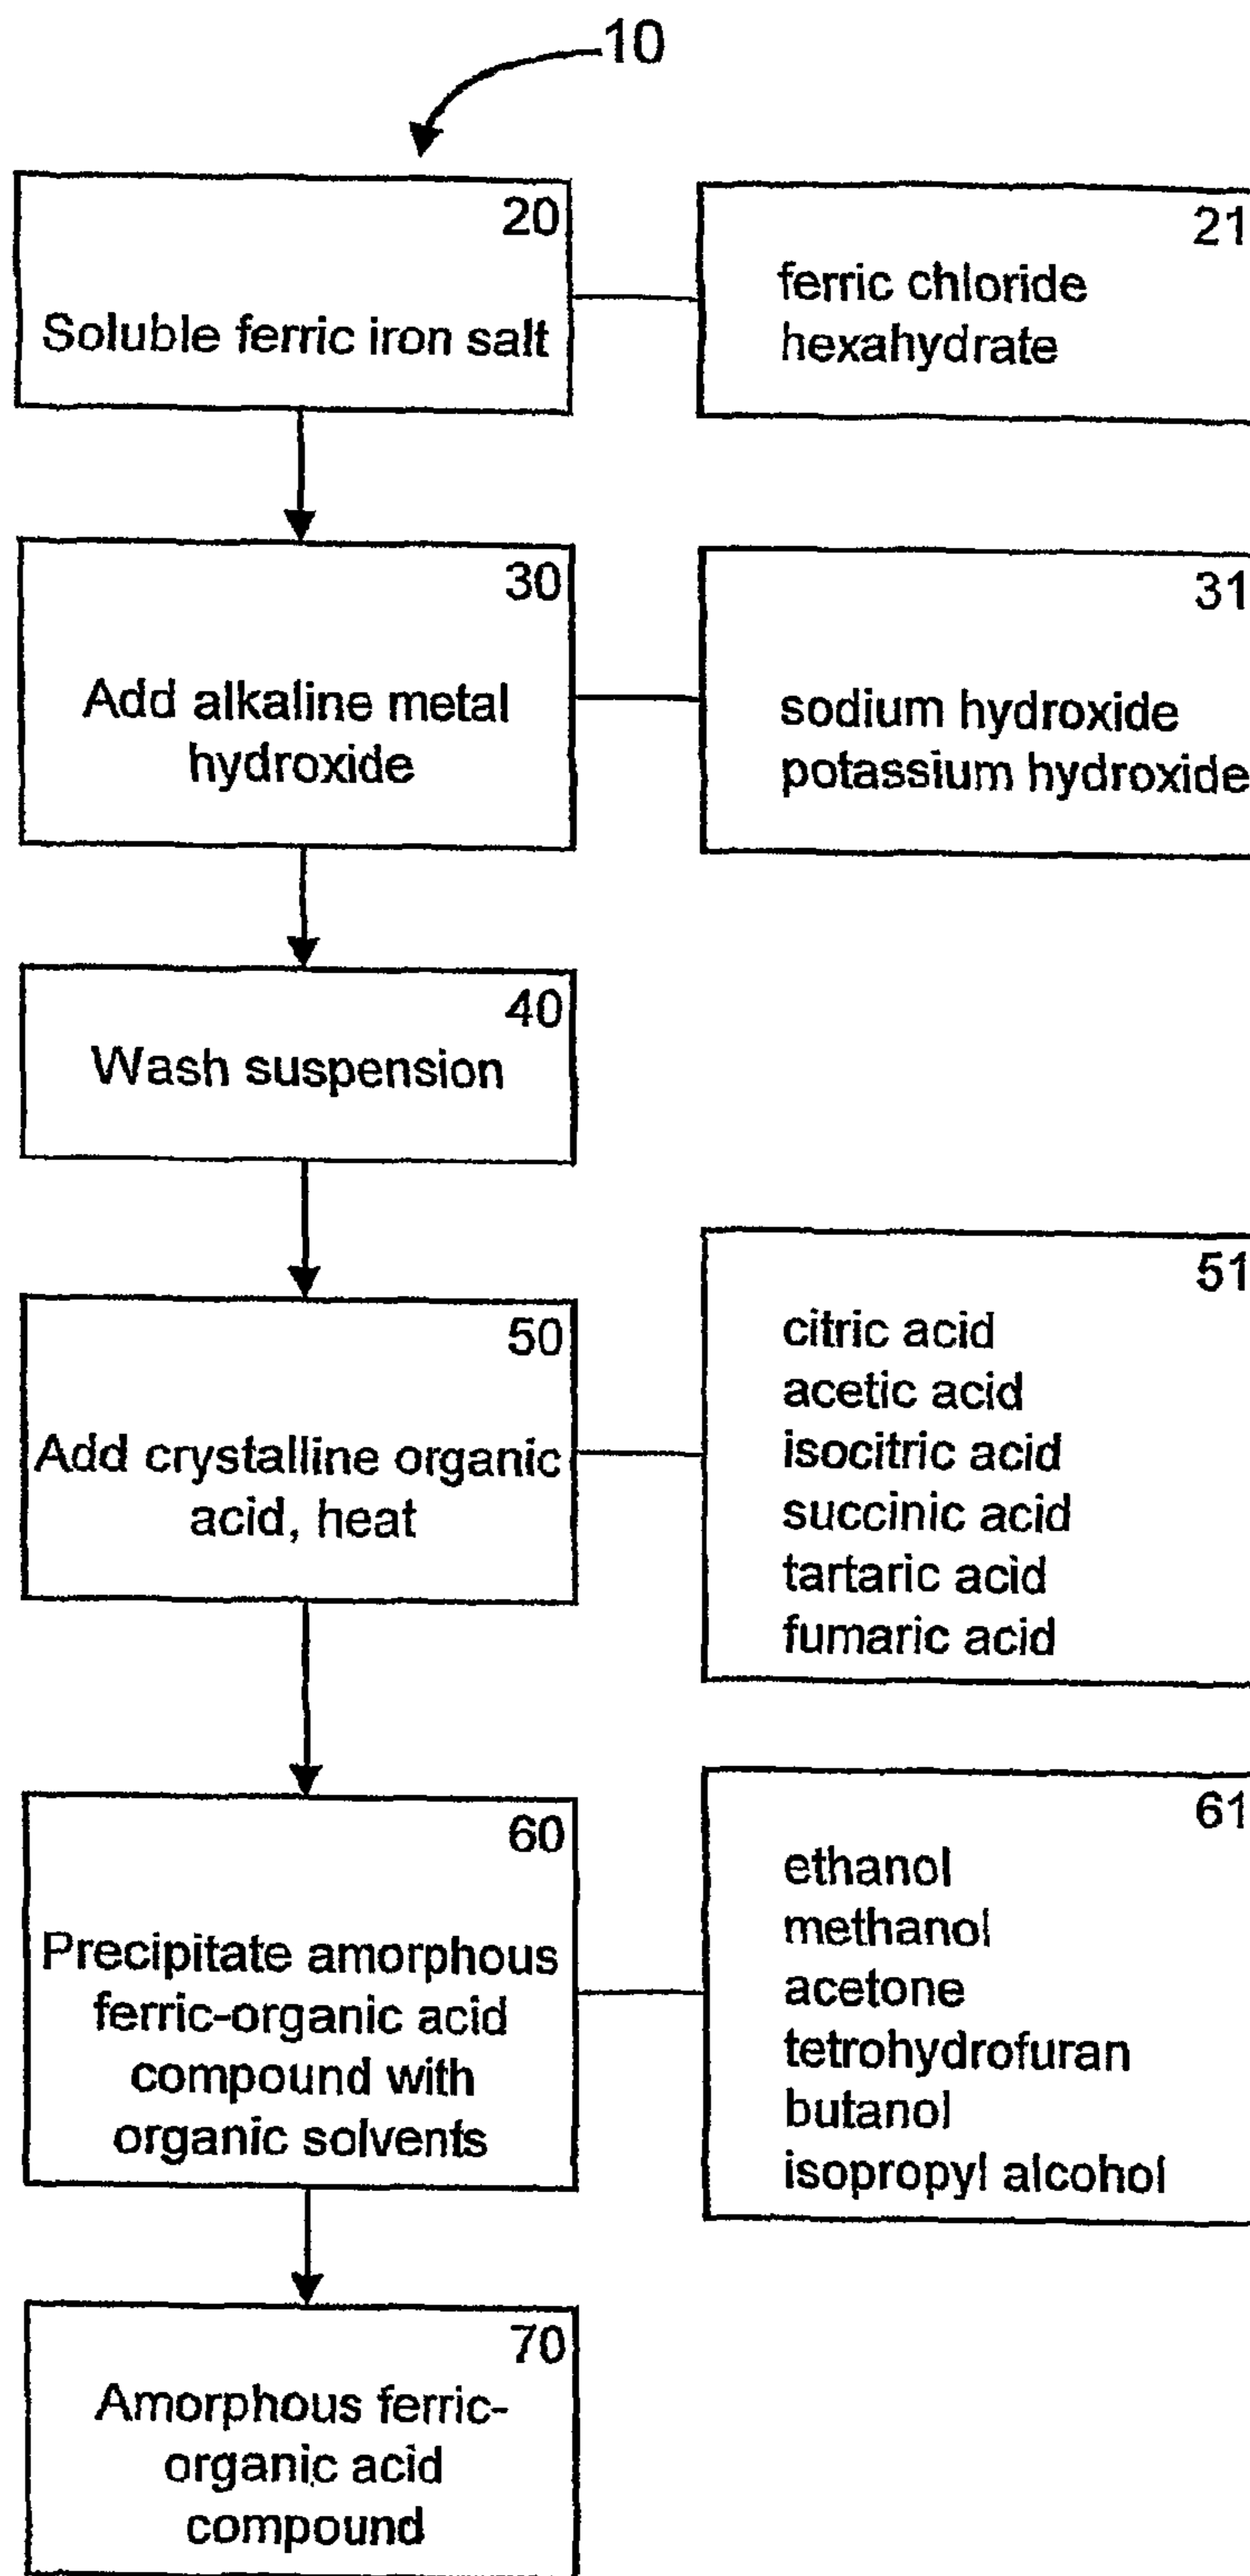 10
20
Soluble ferric iron salt
21
ferric chloride
hexahydrate
30
Add alkaline metal
hydroxide
31
sodium hydroxide
potassium hydroxide
40
Wash suspension
50
Add crystalline organic
acid, heat
51
citric acid
acetic acid
isocitric acid
succinic acid
tartaric acid
fumaric acid
60
Precipitate amorphous
ferric-organic acid
compound with
organic solvents
61
ethanol
methanol
acetone
tetrohydrofuran
butanol
isopropyl alcohol
70
Amorphous ferric-
organic acid
compound